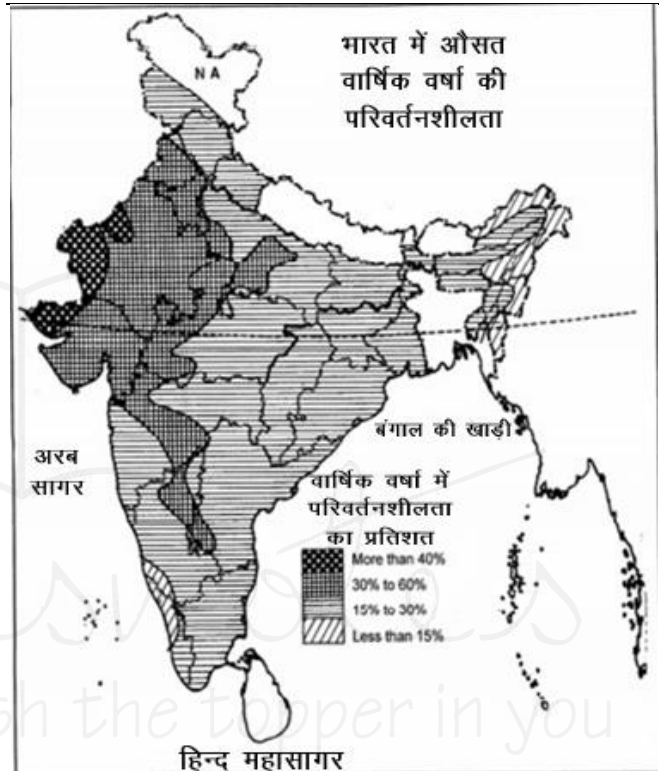 भारत में औसत
वार्षिक वर्षा की
परिवर्तनशीलता
NA
बंगाल की खाड़ी
अरब
सागर
वार्षिक वर्षा में
परिवर्तनशीलता
का प्रतिशत
More than 40%
30% to 60%
15% to 30%
Less than 15%
sh the topper in you
हिन्द महासागर